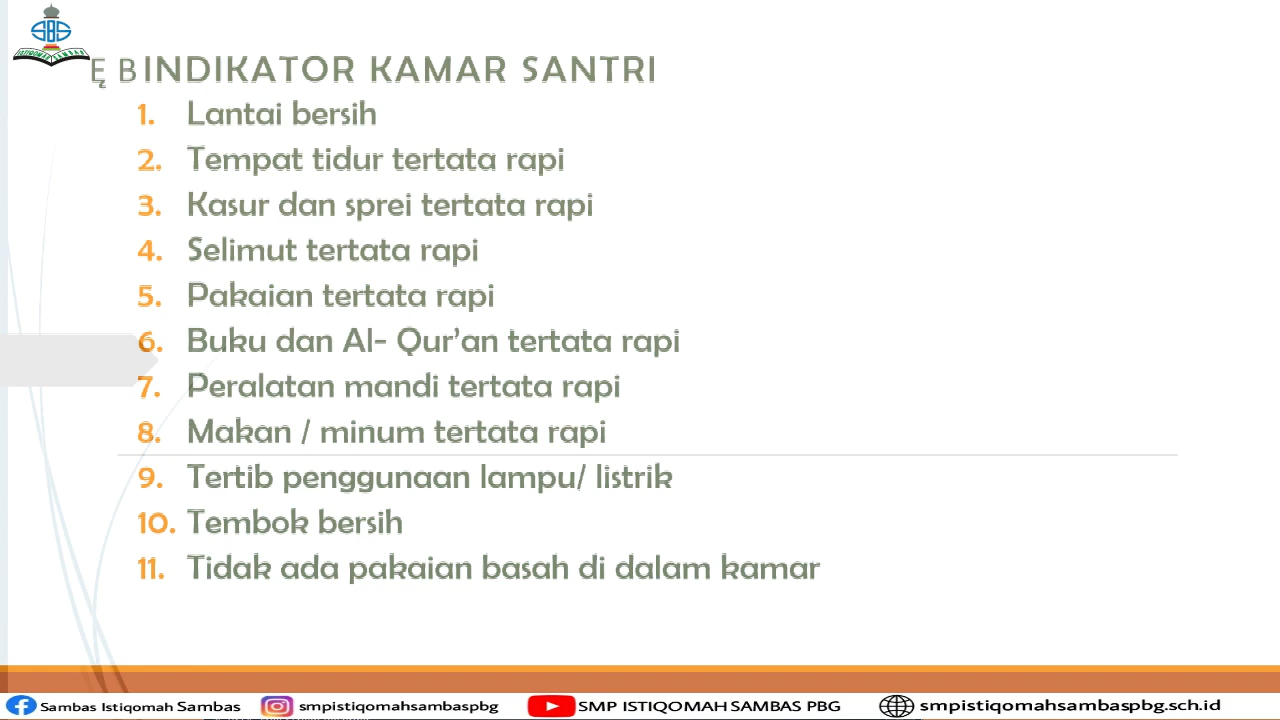 SBS
ISTIQOMAH SAMBAS
Ę B INDIKATOR KAMAR SANTRI
1. Lantai bersih
2. Tempat tidur tertata rapi
3. Kasur dan sprei tertata rapi
4. Selimut tertata rapi
5. Pakaian tertata rapi
6. Buku dan Al- Qur’an tertata rapi
7. Peralatan mandi tertata rapi
8. Makan / minum tertata rapi
9. Tertib penggunaan lampu/ listrik
10. Tembok bersih
11. Tidak ada pakaian basah di dalam kamar
Sambas Istiqomah Sambas smpistiqomahsambaspbg SMP ISTIQOMAH SAMBAS PBG smpistiqomahsambaspbg.sch.id